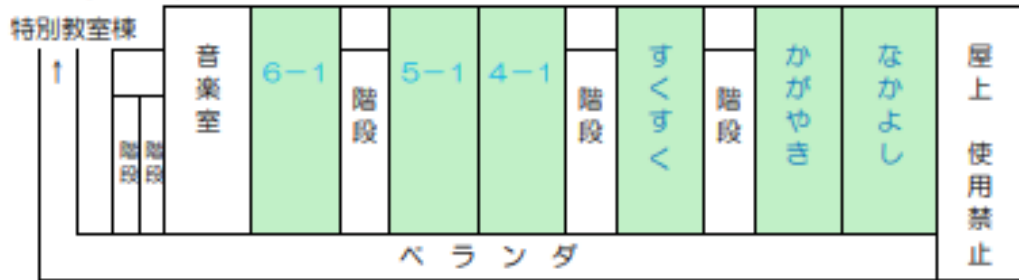 特別教室棟
↑
階段
階段
音楽室
6-1
階段
5-1
4-1
階段
すくすく
階段
かがやき
なかよし
屋上 使用禁止
ベランダ